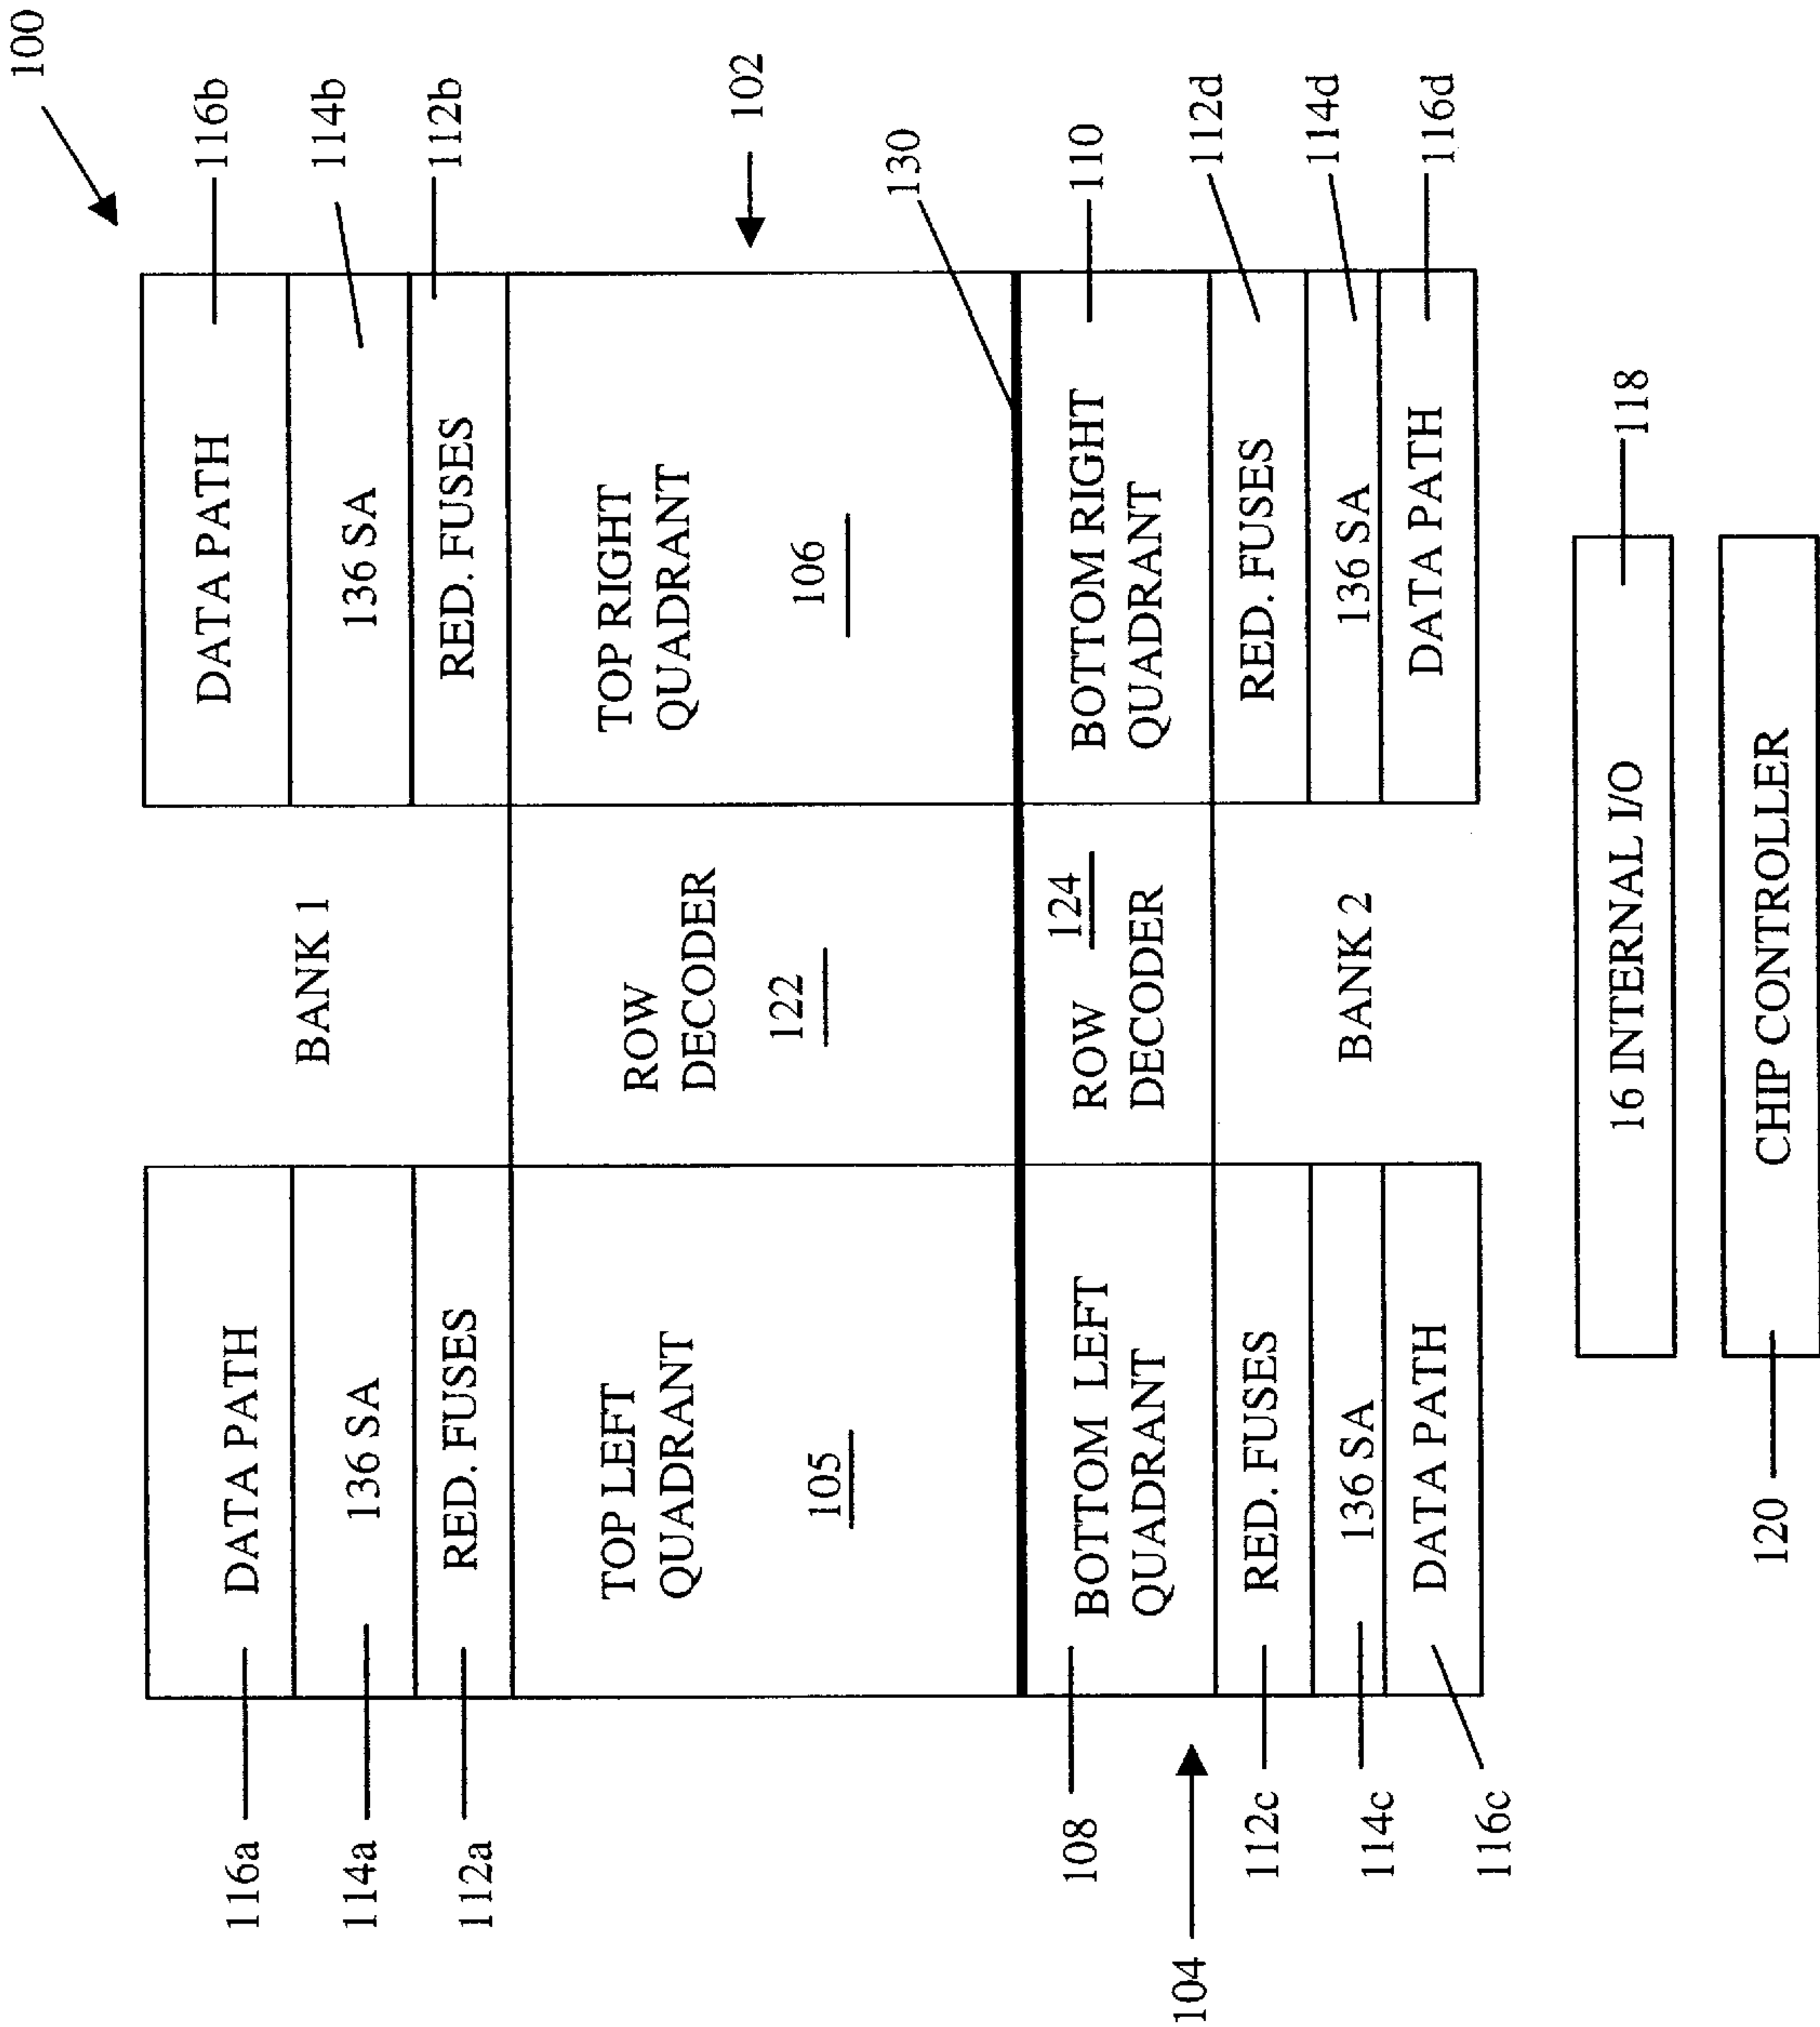 100
116a
DATA PATH
DATA PATH
116b
114a
136 SA
136 SA
114b
112a
RED. FUSES
BANK 1
RED. FUSES
112b
TOP LEFT
QUADRANT
105
ROW
DECODER
122
TOP RIGHT
QUADRANT
106
102
130
108
BOTTOM LEFT
QUADRANT
ROW
124
DECODER
BOTTOM RIGHT
QUADRANT
110
104
112c
RED. FUSES
RED. FUSES
112d
114c
136 SA
BANK 2
136 SA
114d
116c
DATA PATH
DATA PATH
116d
16 INTERNAL I/O
118
120
CHIP CONTROLLER